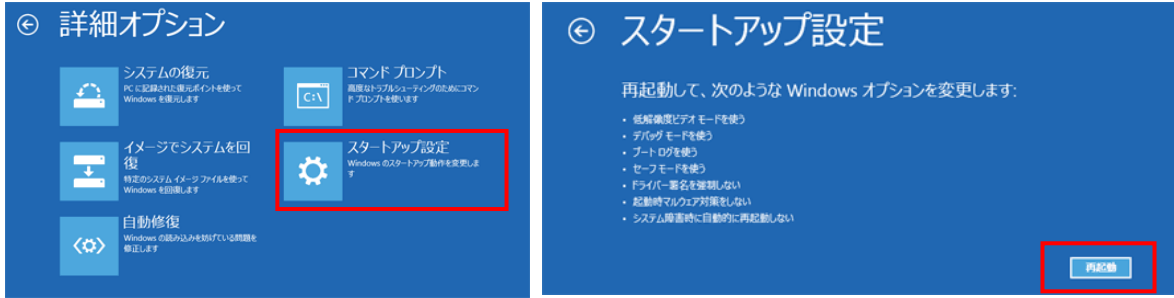 詳細オプション
システムの復元
PC に記録された復元ポイントを使って
Windows を復元します
コマンド プロンプト
高度なトラブルシューティングのためにコマン
ド プロンプトを使います
C:\
イメージでシステムを回
復
特定のシステム イメージ ファイルを使って
Windows を回復します
スタートアップ設定
Windows のスタートアップ動作を変更しま
す
自動修復
Windows の読み込みを妨げている問題を
修正します
スタートアップ設定
再起動して、次のような Windows オプションを変更します:
• 低解像度ビデオ モードを使う
• デバッグ モードを使う
• ブート ログを使う
• セーフ モードを使う
• ドライバー署名を強制しない
• 起動時マルウェア対策をしない
• システム障害時に自動的に再起動しない
再起動